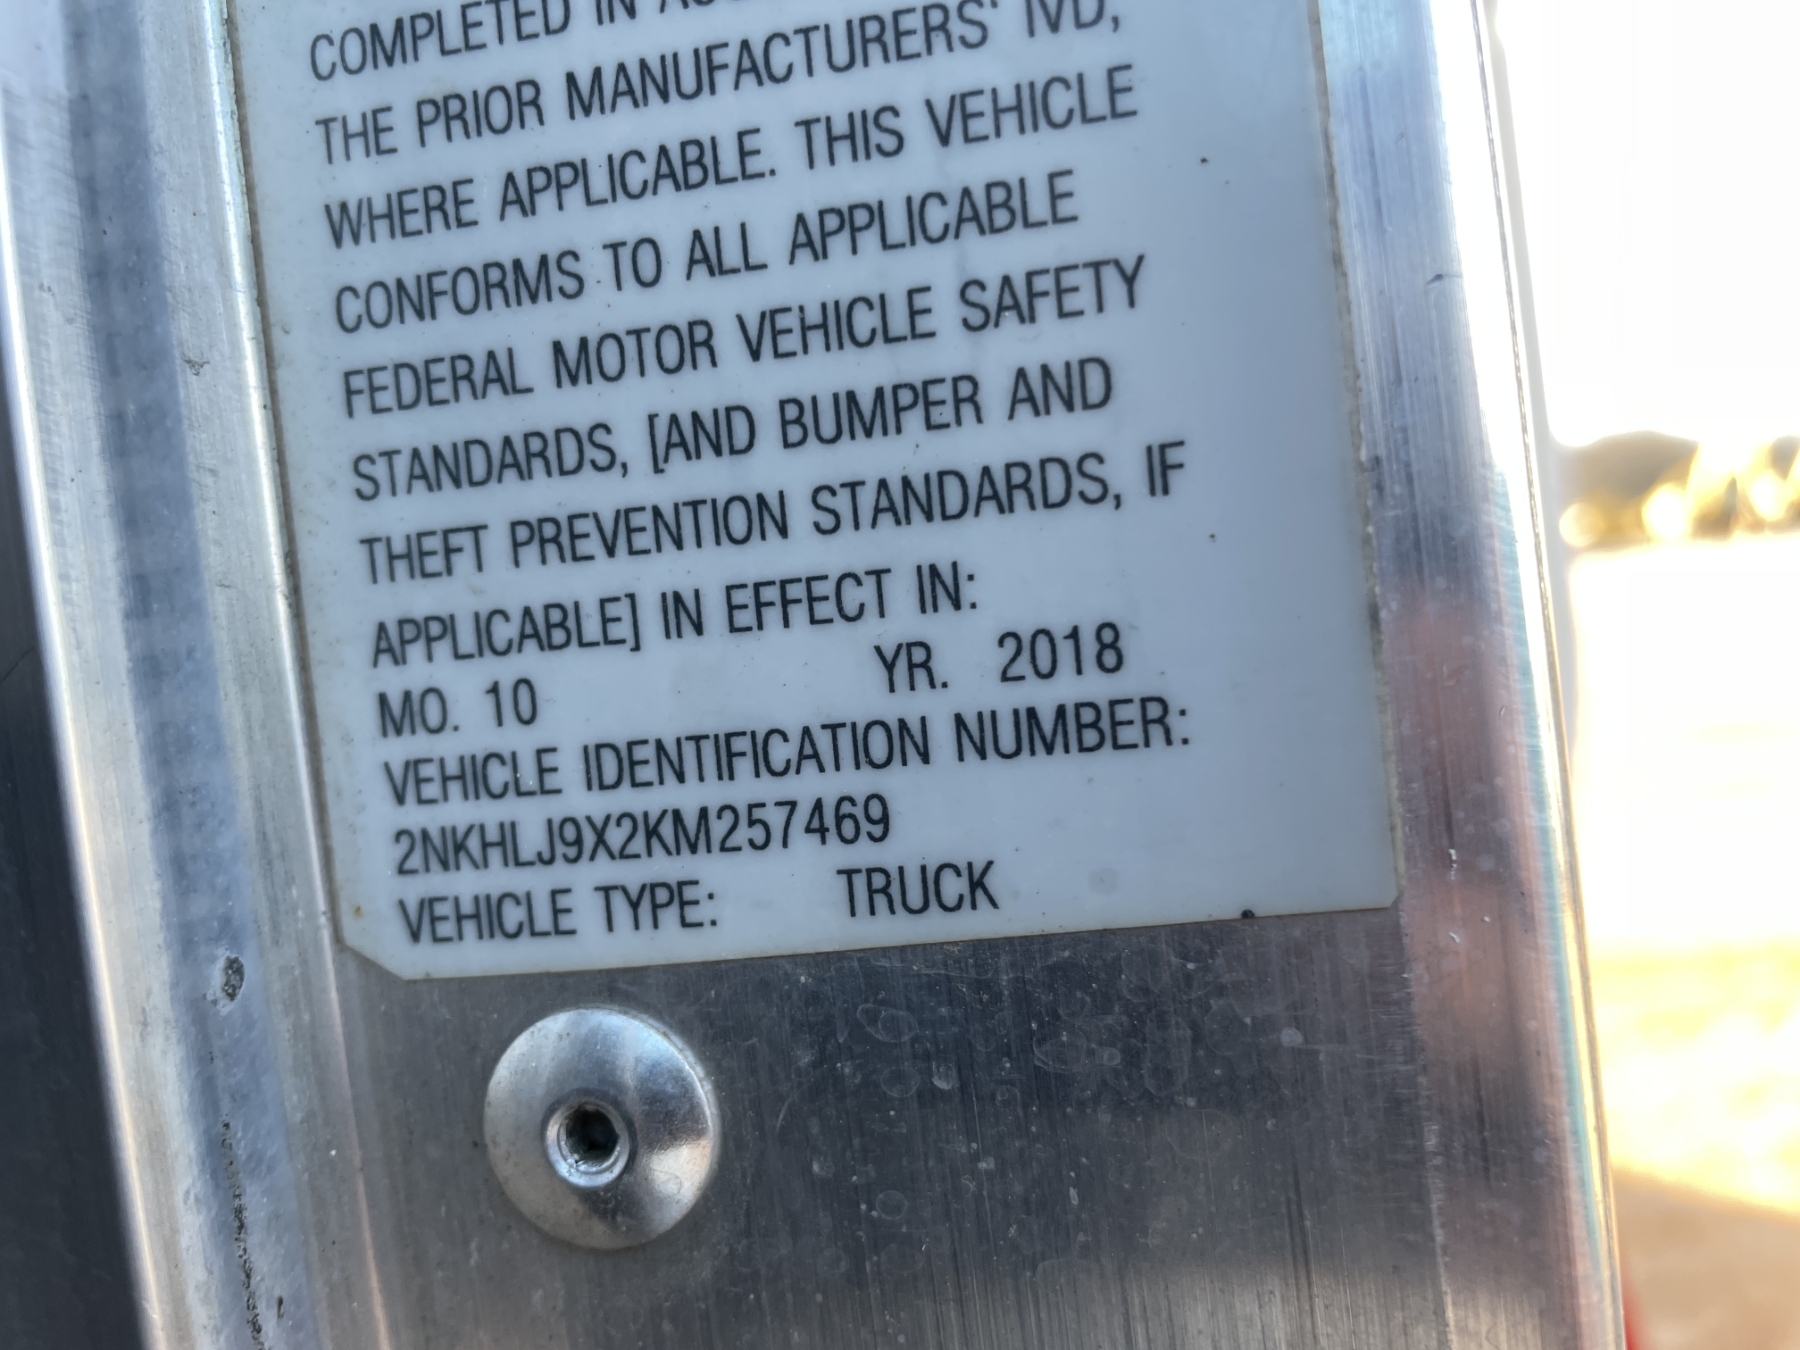 COMPLETED IN
THE PRIOR MANUFACTURERS' IVD,
WHERE APPLICABLE. THIS VEHICLE
CONFORMS TO ALL APPLICABLE
FEDERAL MOTOR VEHICLE SAFETY
STANDARDS, [AND BUMPER AND
THEFT PREVENTION STANDARDS, IF
APPLICABLE] IN EFFECT IN:
MO. 10 YR. 2018
VEHICLE IDENTIFICATION NUMBER:
2NKHLJ9X2KM257469
VEHICLE TYPE: TRUCK